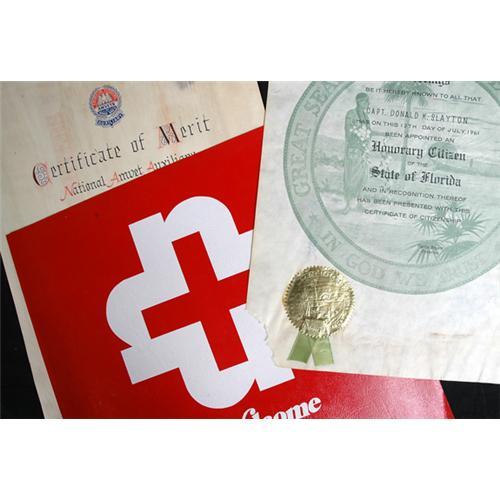 Certificate of Merit
National Amvet Auxiliary
BE IT HEREBY KNOWN TO ALL THAT
CAPT. DONALD K. SLAYTON
WAS ON THIS 12TH DAY OF JULY, 1961
BEEN APPOINTED AN
Honorary Citizen
OF THE
State of Florida
AND IN RECOGNITION THEREOF
HAS BEEN PRESENTED WITH THIS
CERTIFICATE OF CITIZENSHIP.
GREAT SEA
IN GOD WE TRUST